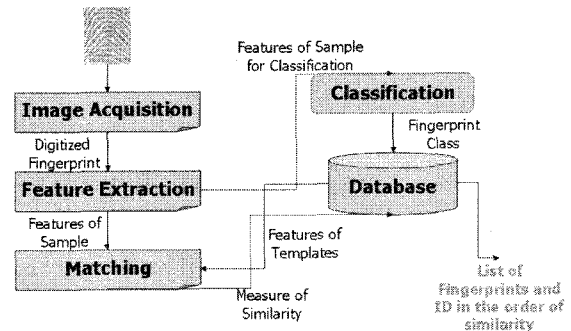 Features of Sample
for Classification
Image Acquisition
Classification
Digitized
Fingerprint
Fingerprint
Class
Feature Extraction
Database
Features of
Sample
Features of
Templates
Matching
Measure of
Similarity
List of
Fingerprints and
ID in the order of
similarity